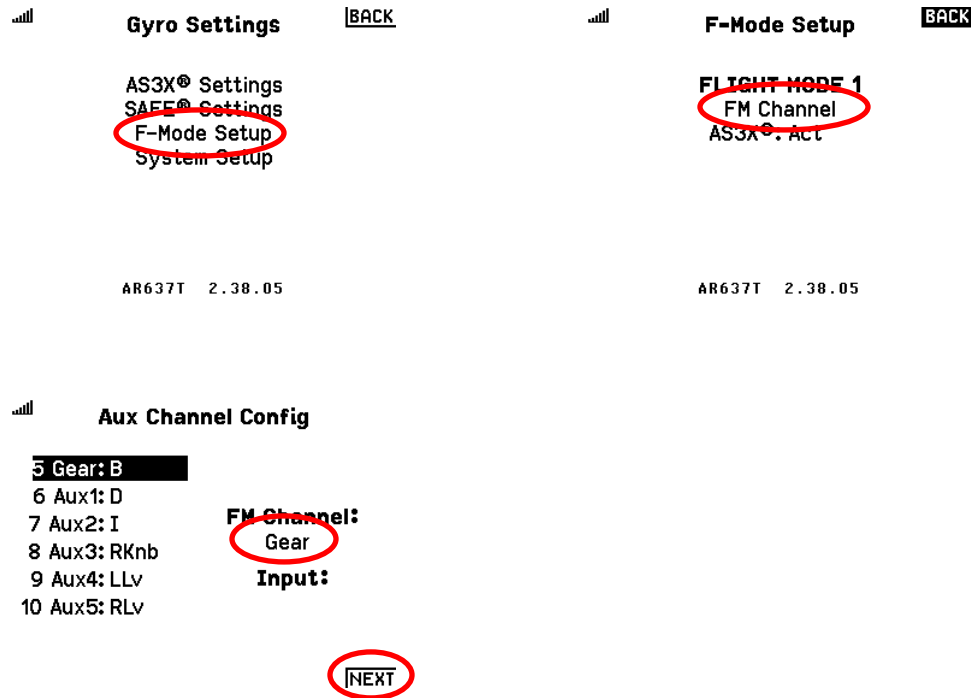 Gyro Settings
BACK
AS3X® Settings
SAFE® Settings
F-Mode Setup
System Setup
AR637T 2.38.05
F-Mode Setup
BACK
FLIGHT MODE 1
FM Channel
AS3X®: Act
AR637T 2.38.05
Aux Channel Config
5 Gear: B
6 Aux1: D
7 Aux2: I
8 Aux3: RKnb
9 Aux4: LLv
10 Aux5: RLv
FM Channel:
Gear
Input:
NEXT